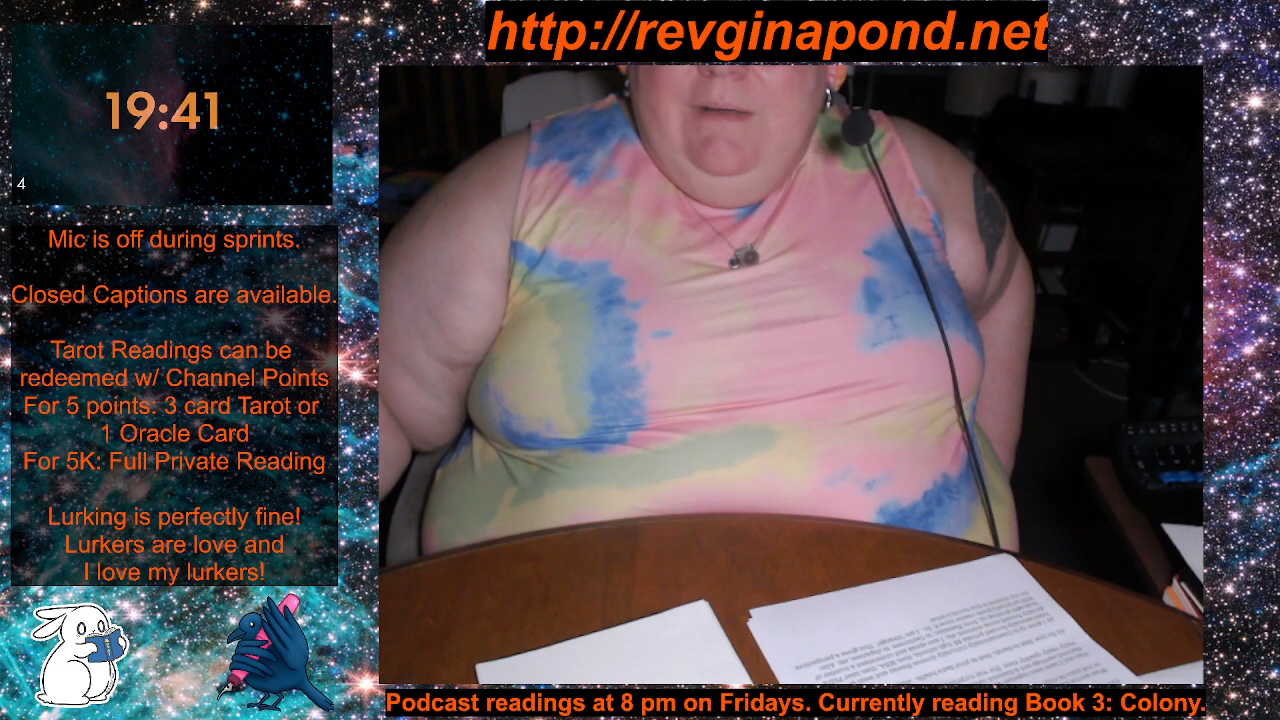 http://revginapond.net
19:41
4
Mic is off during sprints.
Closed Captions are available.
Tarot Readings can be
redeemed w/ Channel Points
For 5 points: 3 card Tarot or
1 Oracle Card
For 5K: Full Private Reading
Lurking is perfectly fine!
Lurkers are love and
I love my lurkers!
Podcast readings at 8 pm on Fridays. Currently reading Book 3: Colony.